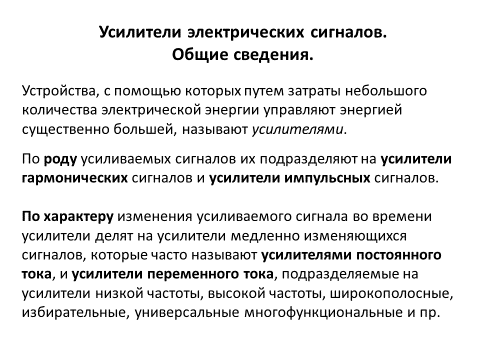 Усилители электрических сигналов.
Общие сведения.
Устройства, с помощью которых путем затраты небольшого
количества электрической энергии управляют энергией
существенно большей, называют усилителями.
По роду усиливаемых сигналов их подразделяют на усилители
гармонических сигналов и усилители импульсных сигналов.
По характеру изменения усиливаемого сигнала во времени
усилители делят на усилители медленно изменяющихся
сигналов, которые часто называют усилителями постоянного
тока, и усилители переменного тока, подразделяемые на
усилители низкой частоты, высокой частоты, широкополосные,
избирательные, универсальные многофункциональные и пр.